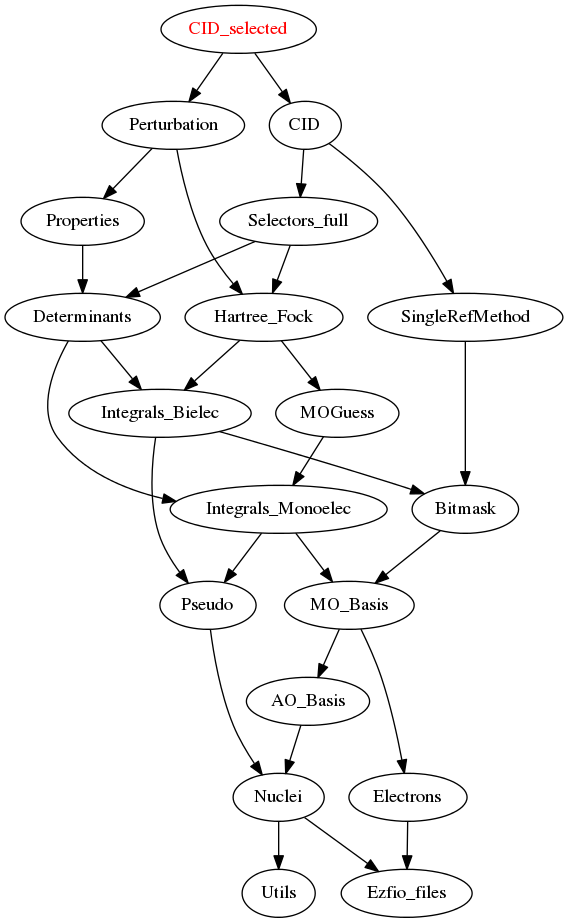 CID_selected
Perturbation
CID
Properties
Selectors_full
Determinants
Hartree_Fock
SingleRefMethod
Integrals_Bielec
MOGuess
Integrals_Monoelec
Bitmask
Pseudo
MO_Basis
AO_Basis
Nuclei
Electrons
Utils
Ezfio_files